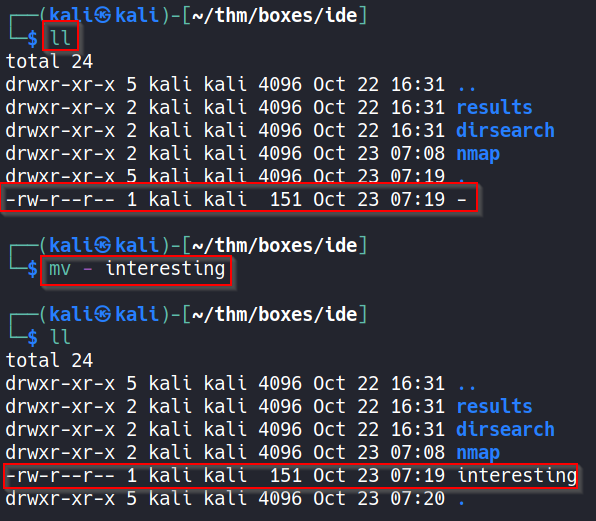 ┌──(kali㉿kali)-[~/thm/boxes/ide]
└─$ ll
total 24
drwxr-xr-x 5 kali kali 4096 Oct 22 16:31 ..
drwxr-xr-x 2 kali kali 4096 Oct 22 16:31 results
drwxr-xr-x 2 kali kali 4096 Oct 22 16:31 dirsearch
drwxr-xr-x 2 kali kali 4096 Oct 23 07:08 nmap
drwxr-xr-x 5 kali kali 4096 Oct 23 07:19 .
-rw-r--r-- 1 kali kali  151 Oct 23 07:19 -
┌──(kali㉿kali)-[~/thm/boxes/ide]
└─$ mv - interesting
┌──(kali㉿kali)-[~/thm/boxes/ide]
└─$ ll
total 24
drwxr-xr-x 5 kali kali 4096 Oct 22 16:31 ..
drwxr-xr-x 2 kali kali 4096 Oct 22 16:31 results
drwxr-xr-x 2 kali kali 4096 Oct 22 16:31 dirsearch
drwxr-xr-x 2 kali kali 4096 Oct 23 07:08 nmap
-rw-r--r-- 1 kali kali  151 Oct 23 07:19 interesting
drwxr-xr-x 5 kali kali 4096 Oct 23 07:20 .